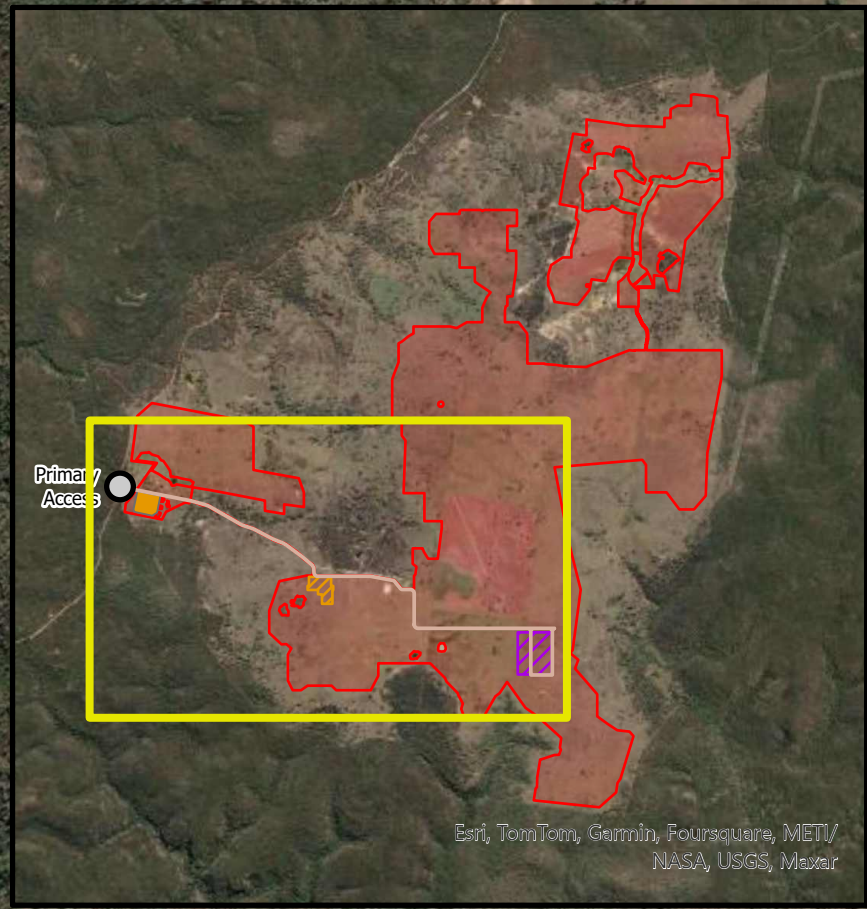 Primary
Access
Esri, TomTom, Garmin, Foursquare, METI/
NASA, USGS, Maxar